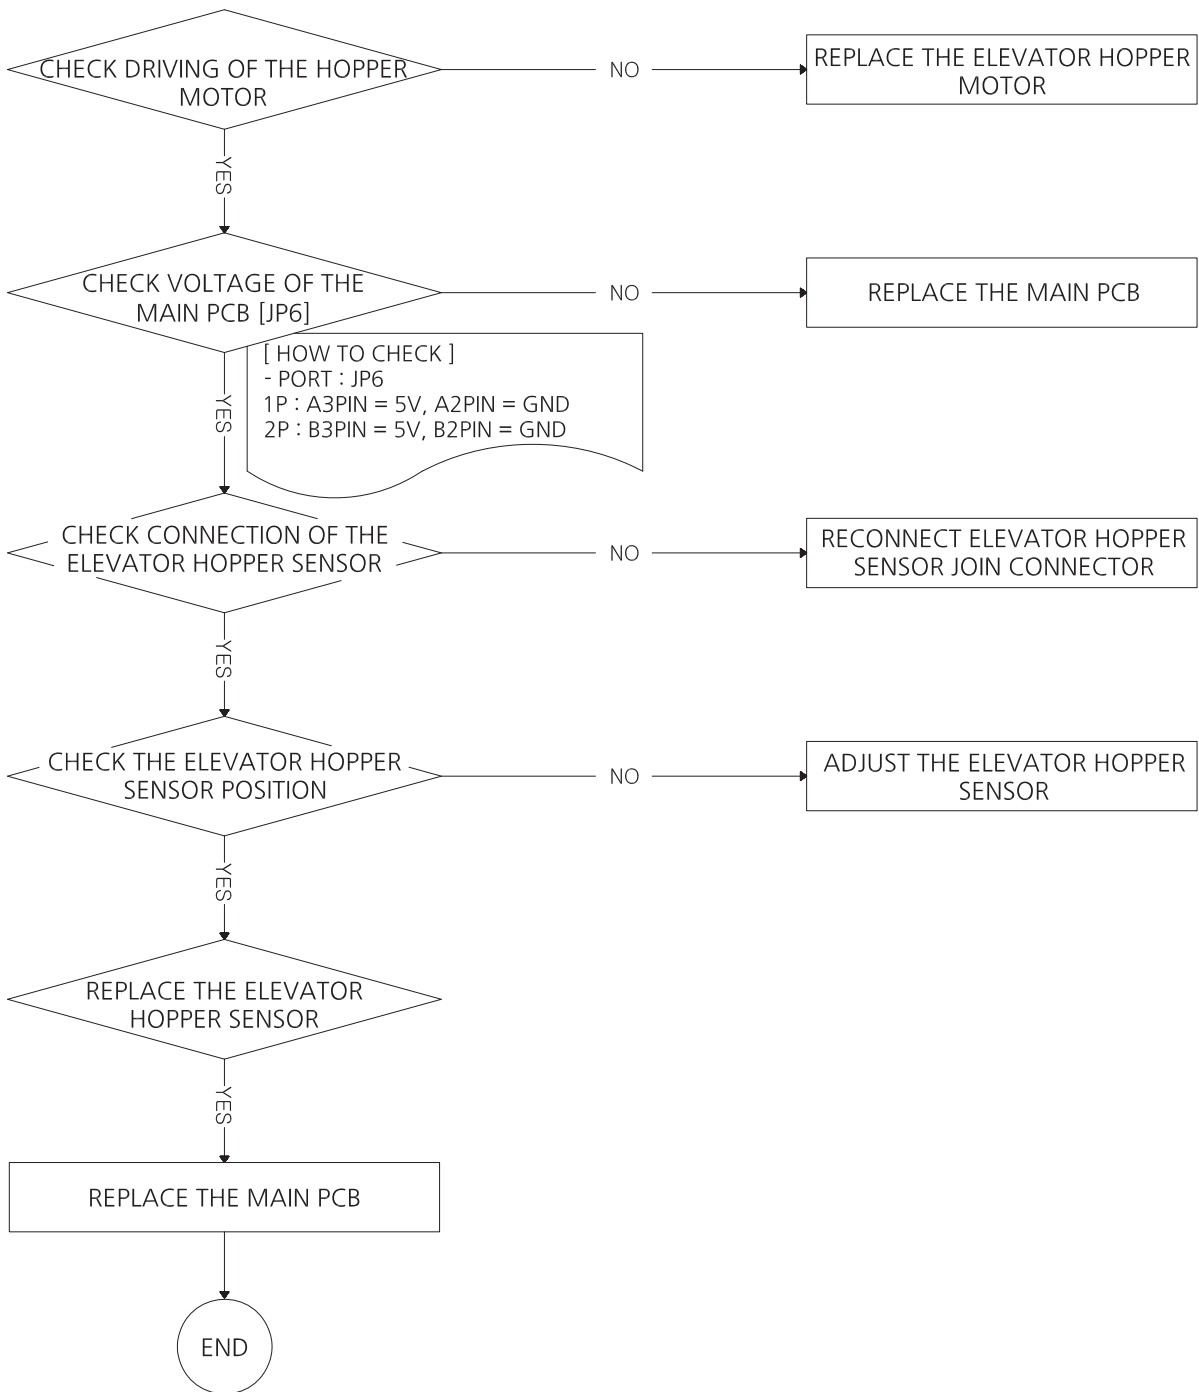 CHECK DRIVING OF THE HOPPER
MOTOR
NO
REPLACE THE ELEVATOR HOPPER
MOTOR
YES
CHECK VOLTAGE OF THE
MAIN PCB [JP6]
NO
REPLACE THE MAIN PCB
[ HOW TO CHECK ]
- PORT : JP6
1P : A3PIN = 5V, A2PIN = GND
2P : B3PIN = 5V, B2PIN = GND
YES
CHECK CONNECTION OF THE
ELEVATOR HOPPER SENSOR
NO
RECONNECT ELEVATOR HOPPER
SENSOR JOIN CONNECTOR
YES
CHECK THE ELEVATOR HOPPER
SENSOR POSITION
NO
ADJUST THE ELEVATOR HOPPER
SENSOR
YES
REPLACE THE ELEVATOR
HOPPER SENSOR
YES
REPLACE THE MAIN PCB
END